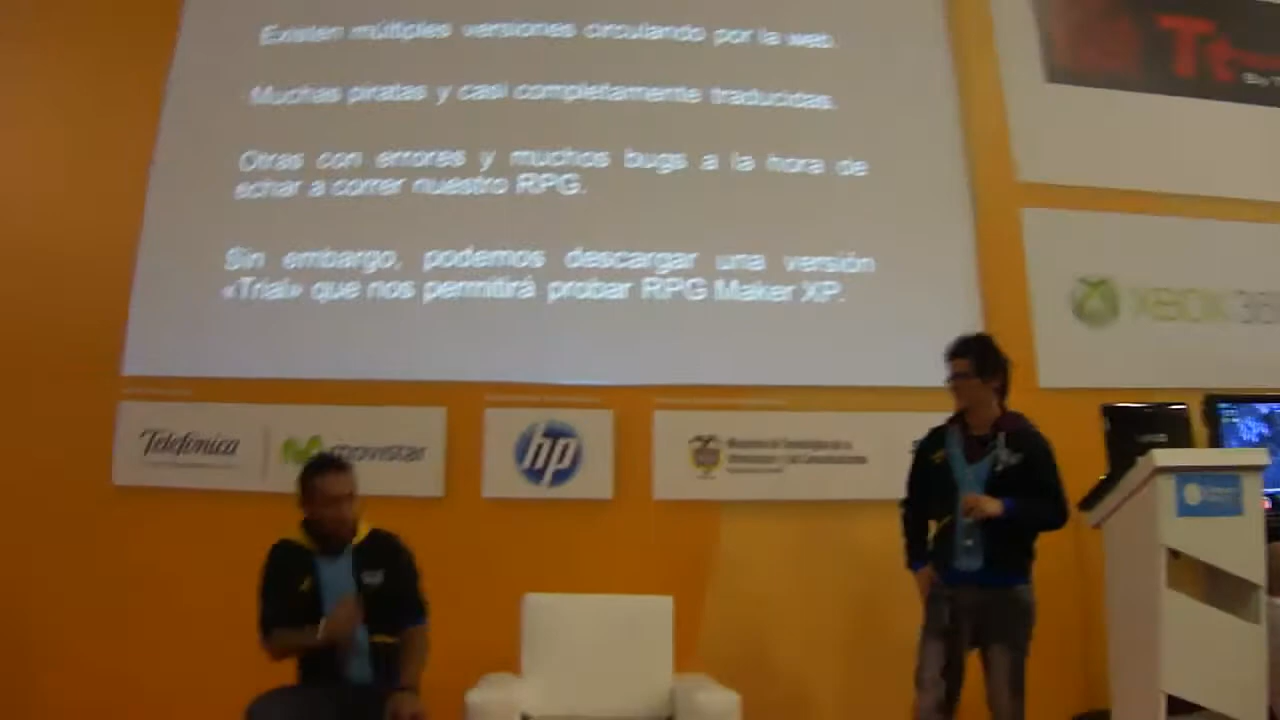 Existen múltiples versiones circulando por la web.
Muchas piratas y casi completamente traducidas.
Otras con errores y muchos bugs a la hora de
echar a correr nuestro RPG.
Sin embargo, podemos descargar una versión
«Trial» que nos permitirá probar RPG Maker XP.
XBOX 360
Telefónica
movistar
hp